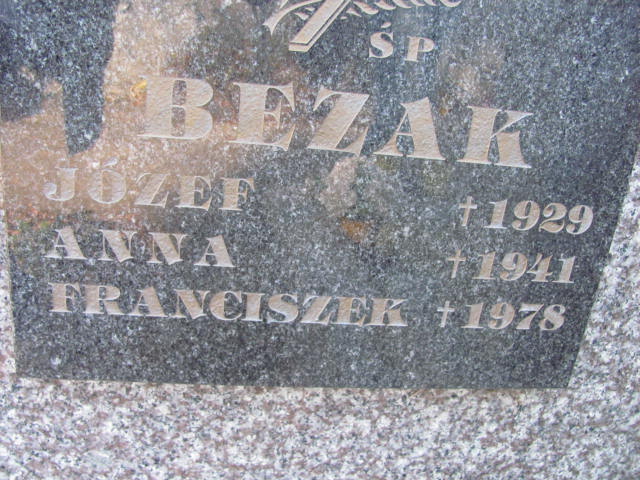 ŚP
BEZAK
JÓZEF † 1929
ANNA † 1941
FRANCISZEK † 1978